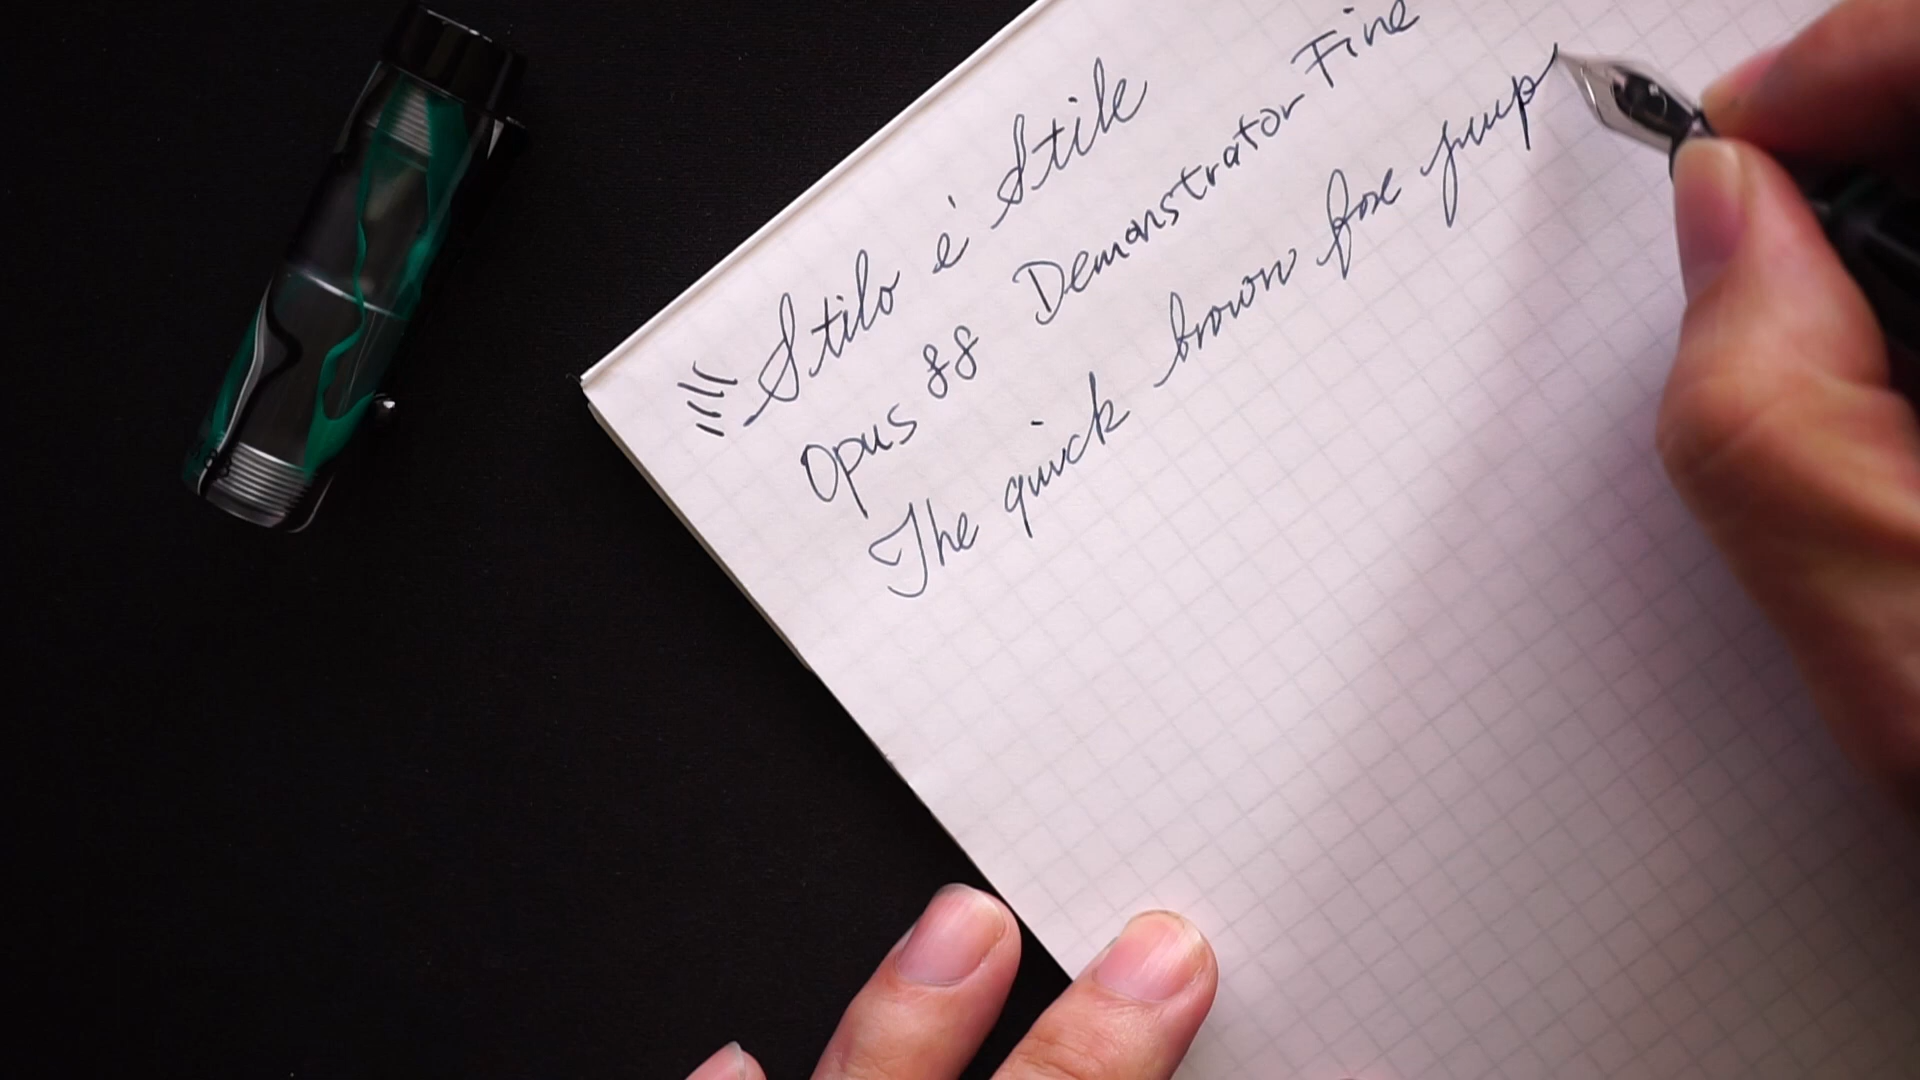 Stilo è Stile
Opus 88 Demonstrator Fine
The quick brown fox jump